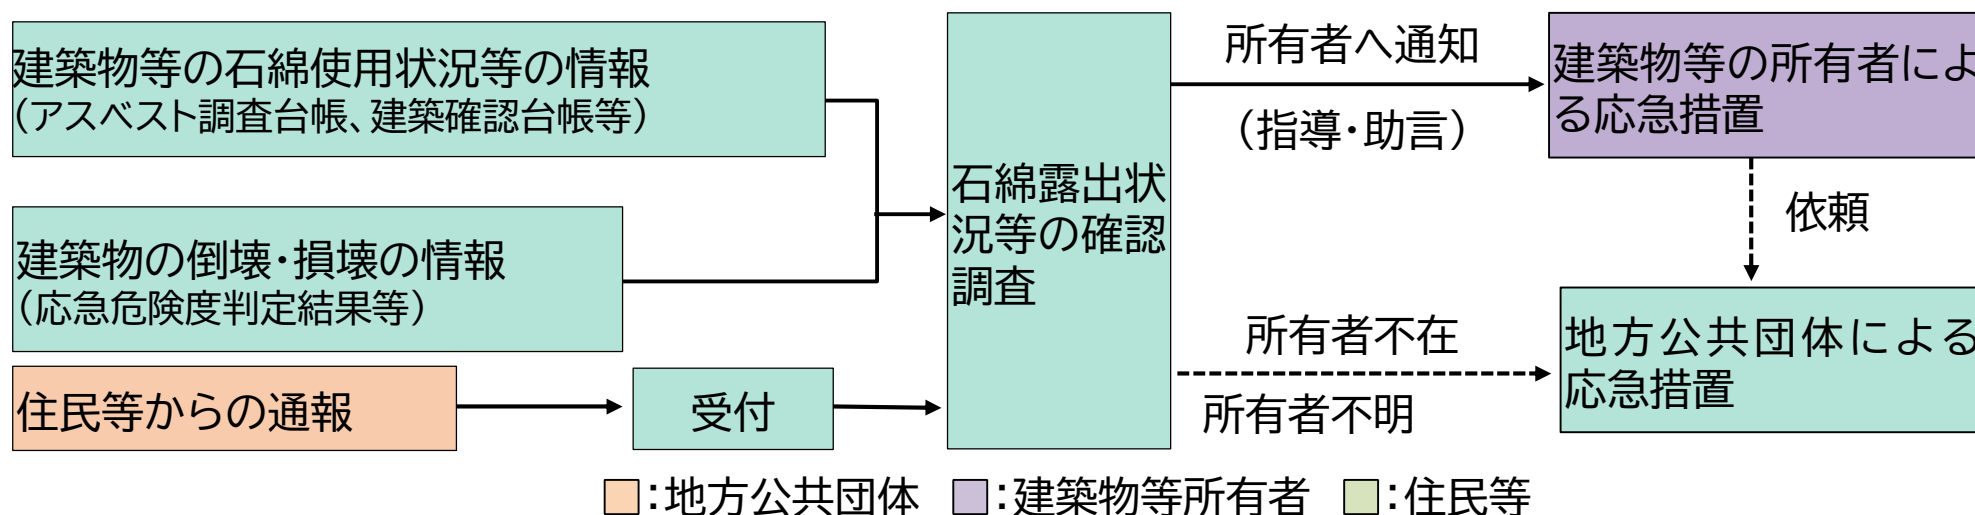 建築物等の石綿使用状況等の情報
（アスベスト調査台帳、建築確認台帳等）
建築物の倒壊・損壊の情報
（応急危険度判定結果等）
住民等からの通報
受付
石綿露出状
況等の確認
調査
所有者へ通知
（指導・助言）
建築物等の所有者によ
る応急措置
依頼
所有者不在
所有者不明
地方公共団体による
応急措置
：地方公共団体
：建築物等所有者
：住民等